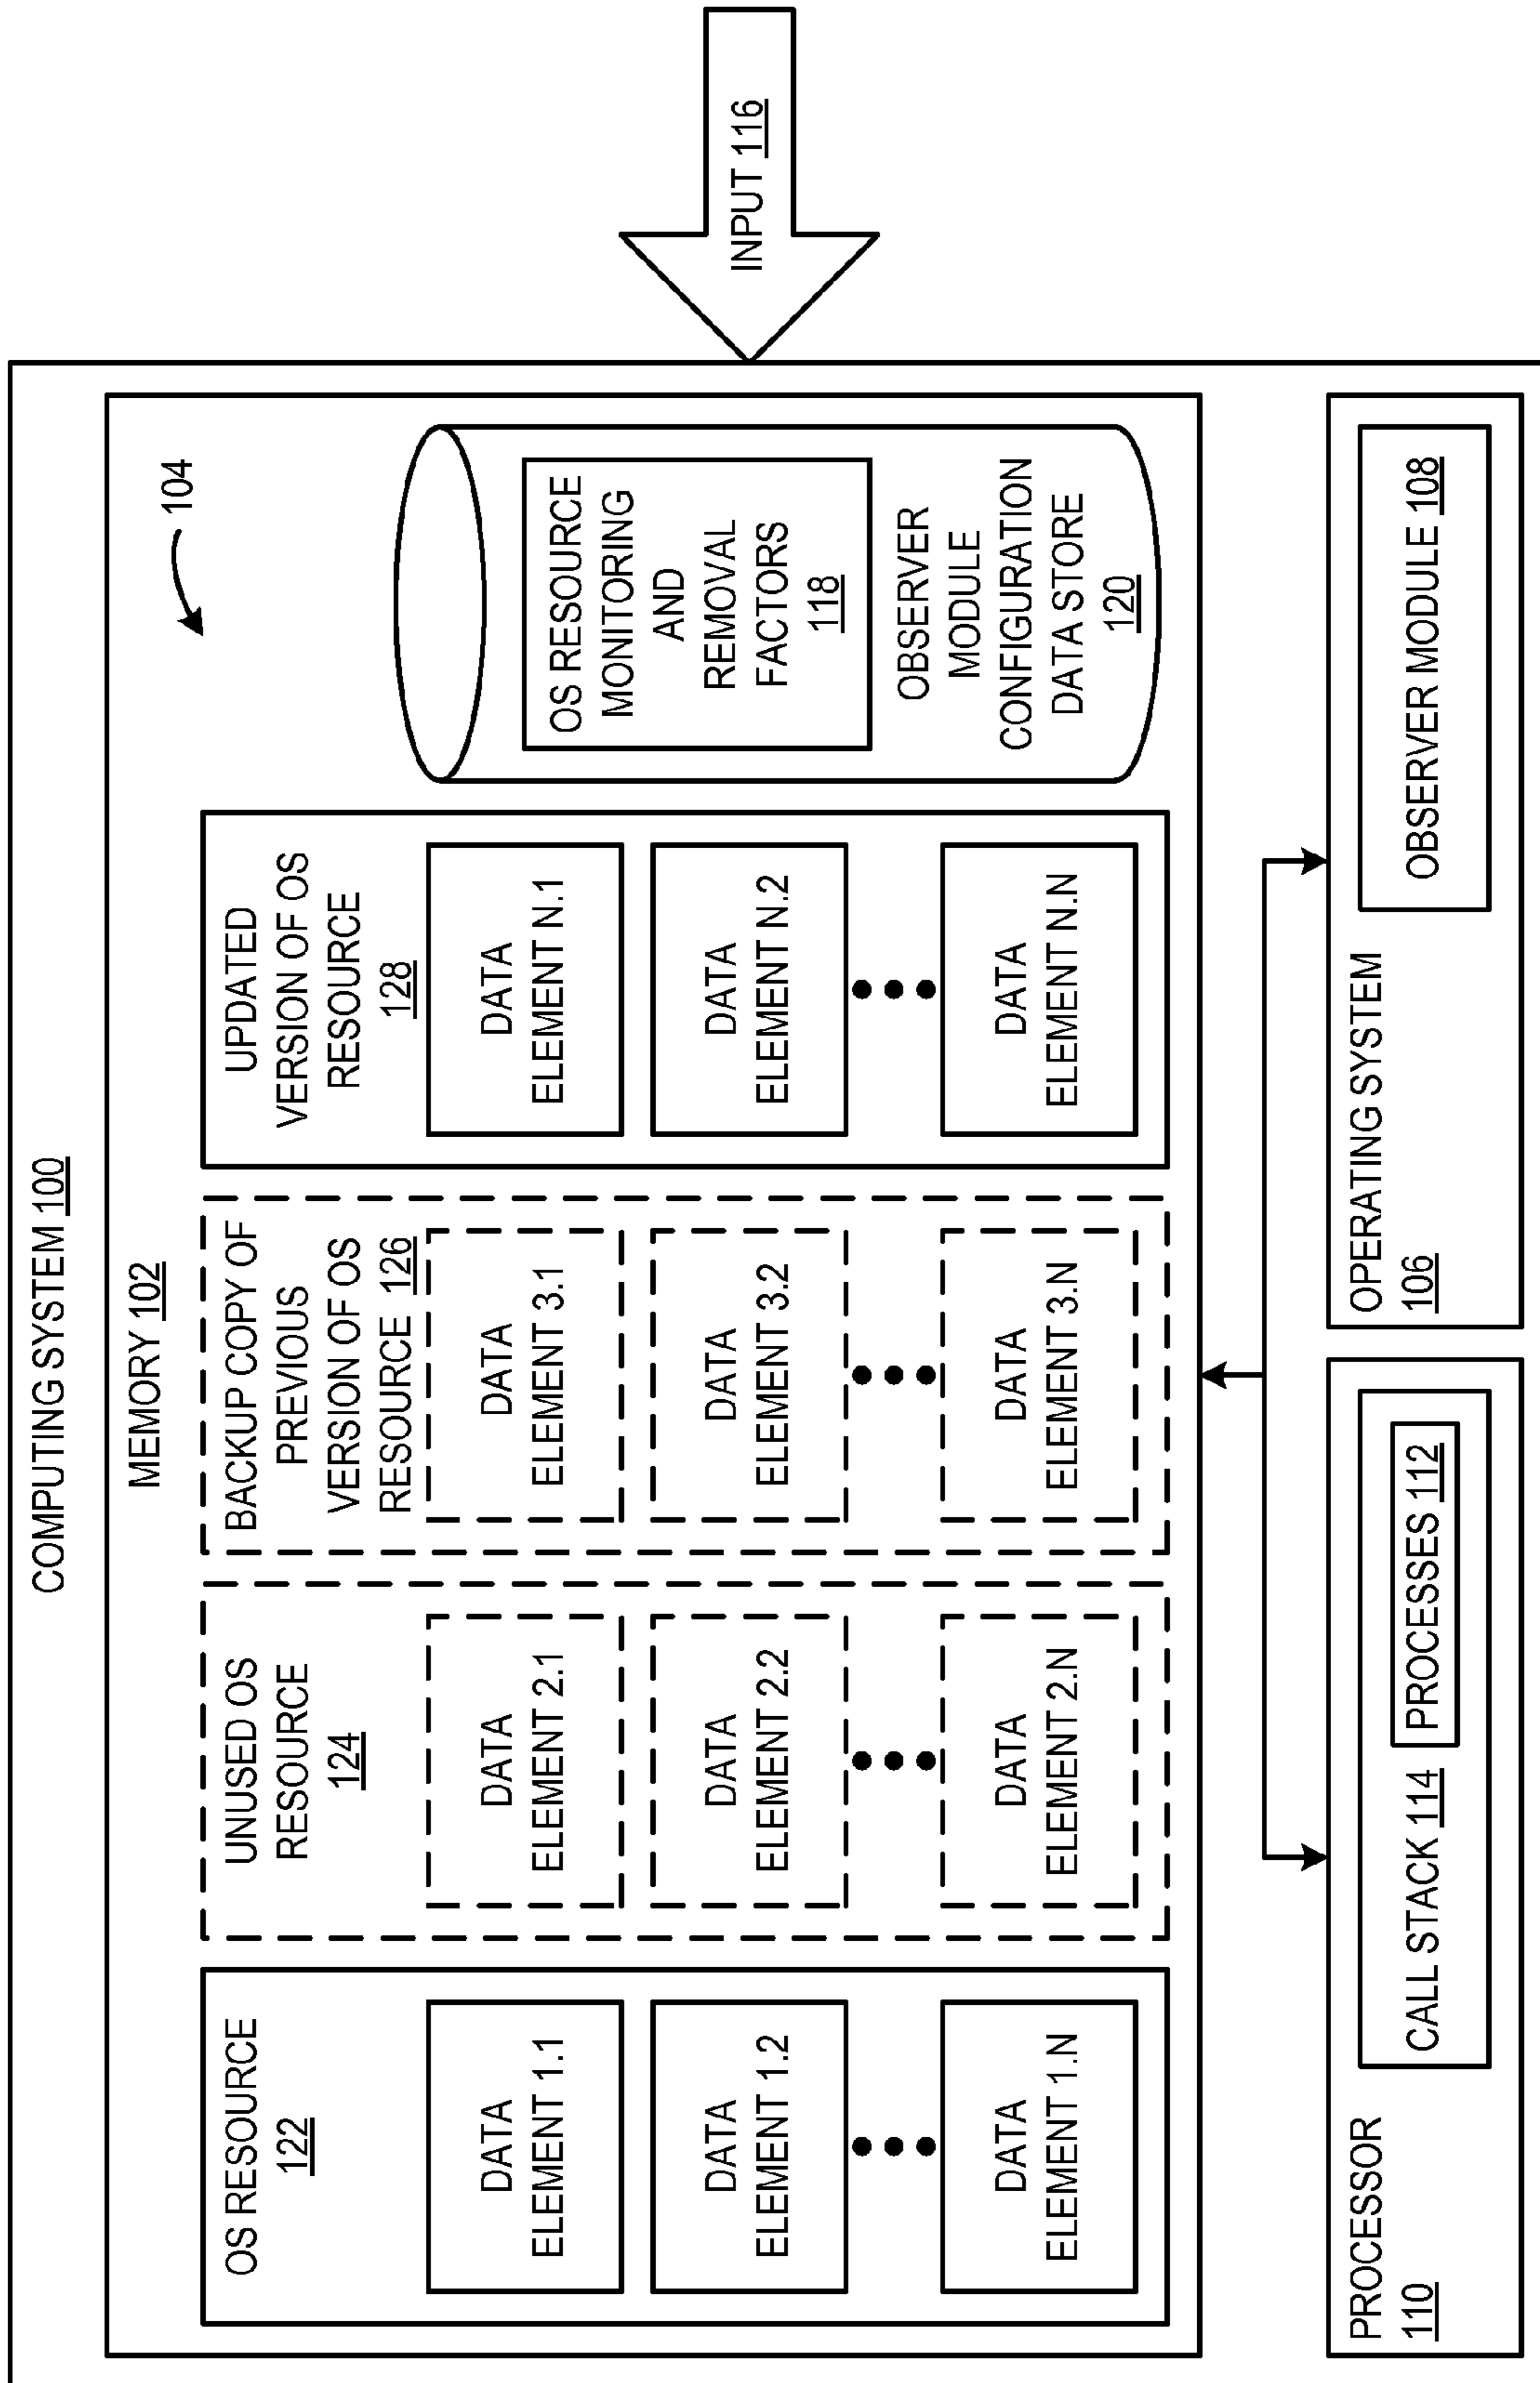 COMPUTING SYSTEM 100
MEMORY 102
104
OS RESOURCE
122
DATA
ELEMENT 1.1
DATA
ELEMENT 1.2
DATA
ELEMENT 1.N
UNUSED OS
RESOURCE
124
DATA
ELEMENT 2.1
DATA
ELEMENT 2.2
DATA
ELEMENT 2.N
BACKUP COPY OF
PREVIOUS
VERSION OF OS
RESOURCE 126
DATA
ELEMENT 3.1
DATA
ELEMENT 3.2
DATA
ELEMENT 3.N
UPDATED
VERSION OF OS
RESOURCE
128
DATA
ELEMENT N.1
DATA
ELEMENT N.2
DATA
ELEMENT N.N
OS RESOURCE
MONITORING
AND
REMOVAL
FACTORS
118
OBSERVER
MODULE
CONFIGURATION
DATA STORE
120
INPUT 116
PROCESSOR
110
CALL STACK 114
PROCESSES 112
OPERATING SYSTEM
106
OBSERVER MODULE 108